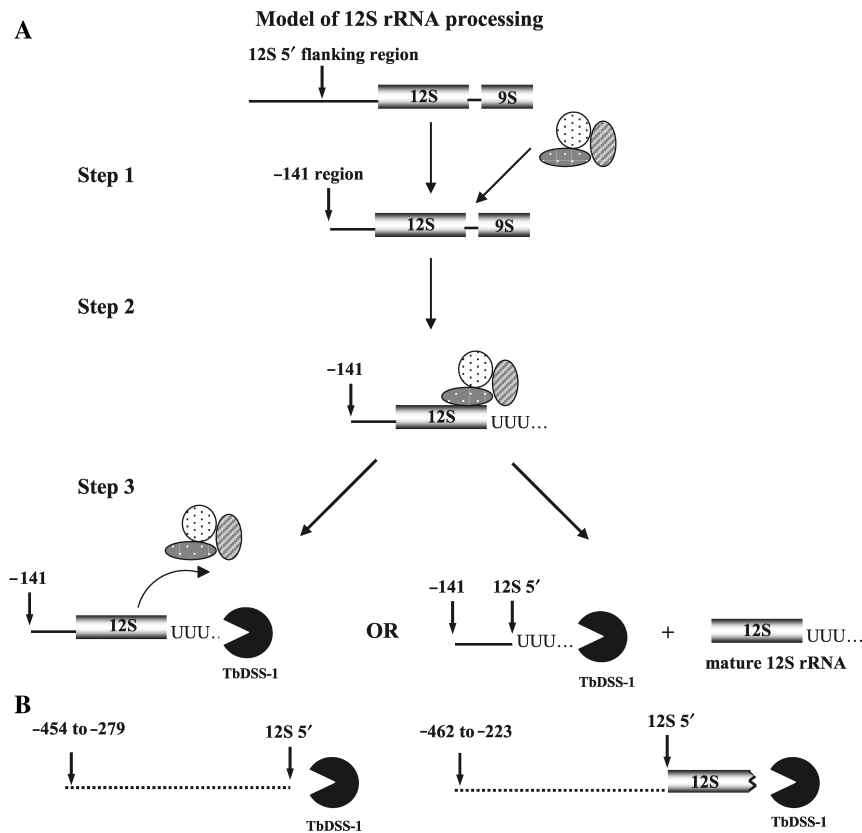 A
Model of 12S rRNA processing
12S 5′ flanking region
12S
9S
Step 1
−141 region
12S
9S
Step 2
−141
12S
UUU...
Step 3
−141
12S
UUU..
TbDSS-1
OR
−141
12S 5′
UUU...
TbDSS-1
+
12S
UUU...
mature 12S rRNA
B
−454 to −279
12S 5′
TbDSS-1
−462 to −223
12S 5′
12S
TbDSS-1